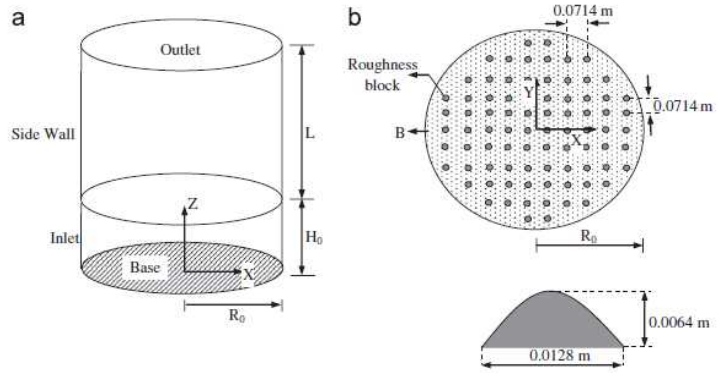 a
Outlet
Side Wall
L
Z
Inlet
H₀
Base
X
R₀
b
0.0714 m
Roughness
block
Y
0.0714 m
B
X
R₀
0.0064 m
0.0128 m